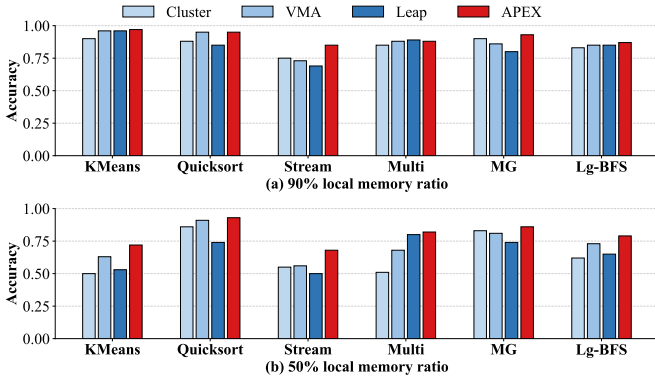 Cluster VMA Leap APEX
Accuracy
1.00
0.75
0.50
0.25
0.00
KMeans Quicksort Stream Multi MG Lg-BFS
(a) 90% local memory ratio
Accuracy
1.00
0.75
0.50
0.25
0.00
KMeans Quicksort Stream Multi MG Lg-BFS
(b) 50% local memory ratio